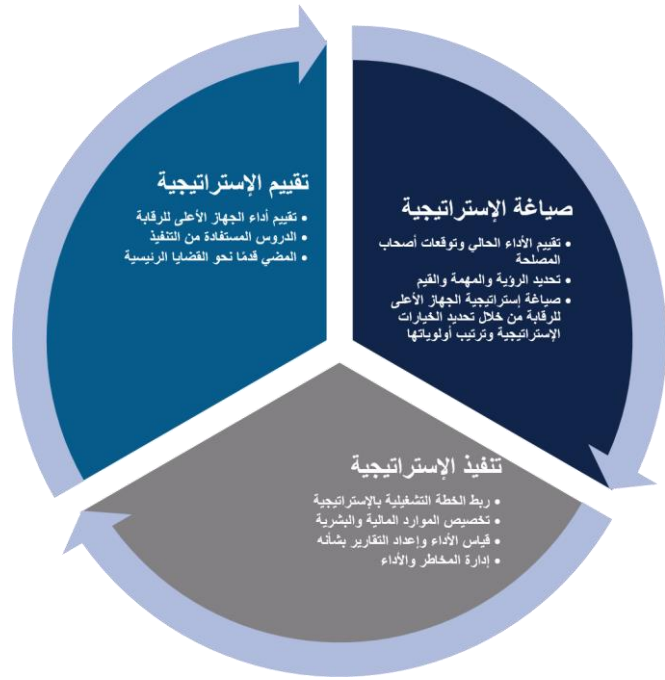 صياغة الإستراتيجية
• تقييم الأداء الحالي وتوقعات أصحاب
المصلحة
• تحديد الرؤية والمهمة والقيم
• صياغة إستراتيجية الجهاز الأعلى
للرقابة من خلال تحديد الخيارات
الإستراتيجية وترتيب أولوياتها
تنفيذ الإستراتيجية
• ربط الخطة التشغيلية بالإستراتيجية
• تخصيص الموارد المالية والبشرية
• قياس الأداء وإعداد التقارير بشأنه
• إدارة المخاطر والأداء
تقييم الإستراتيجية
• تقييم أداء الجهاز الأعلى للرقابة
• الدروس المستفادة من التنفيذ
• المضي قدمًا نحو القضايا الرئيسية